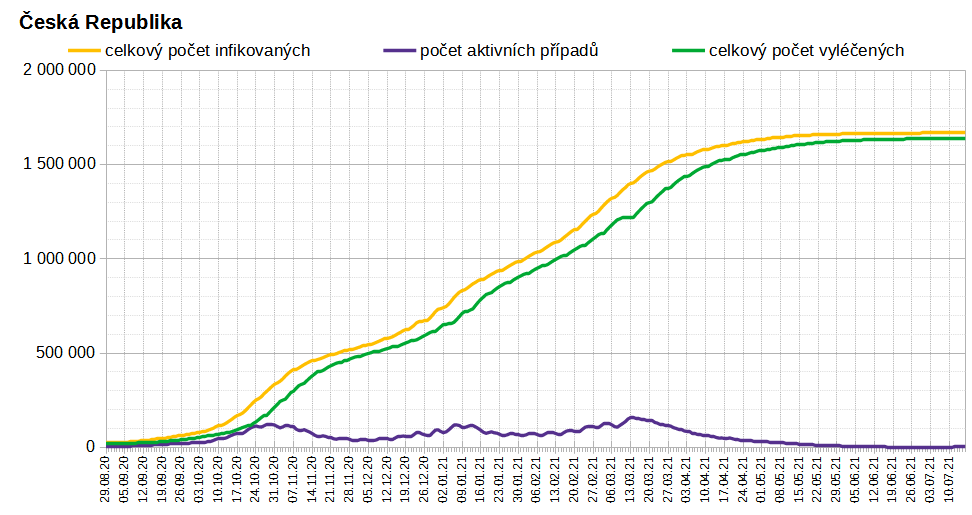 Česká Republika
celkový počet infikovaných počet aktivních případů celkový počet vyléčených
2 000 000
1 500 000
1 000 000
500 000
0
29.08.20 05.09.20 12.09.20 19.09.20 26.09.20 03.10.20 10.10.20 17.10.20 24.10.20 31.10.20 07.11.20 14.11.20 21.11.20 28.11.20 05.12.20 12.12.20 19.12.20 26.12.20 02.01.21 09.01.21 16.01.21 23.01.21 30.01.21 06.02.21 13.02.21 20.02.21 27.02.21 06.03.21 13.03.21 20.03.21 27.03.21 03.04.21 10.04.21 17.04.21 24.04.21 01.05.21 08.05.21 15.05.21 22.05.21 29.05.21 05.06.21 12.06.21 19.06.21 26.06.21 03.07.21 10.07.21